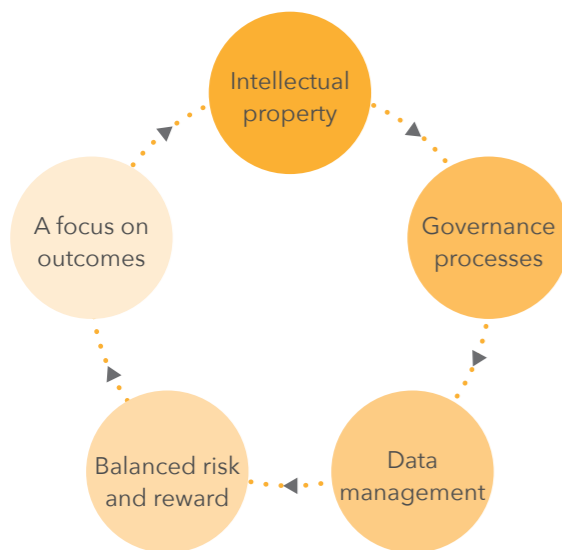 Intellectual
property
Governance
processes
Data
management
Balanced risk
and reward
A focus on
outcomes